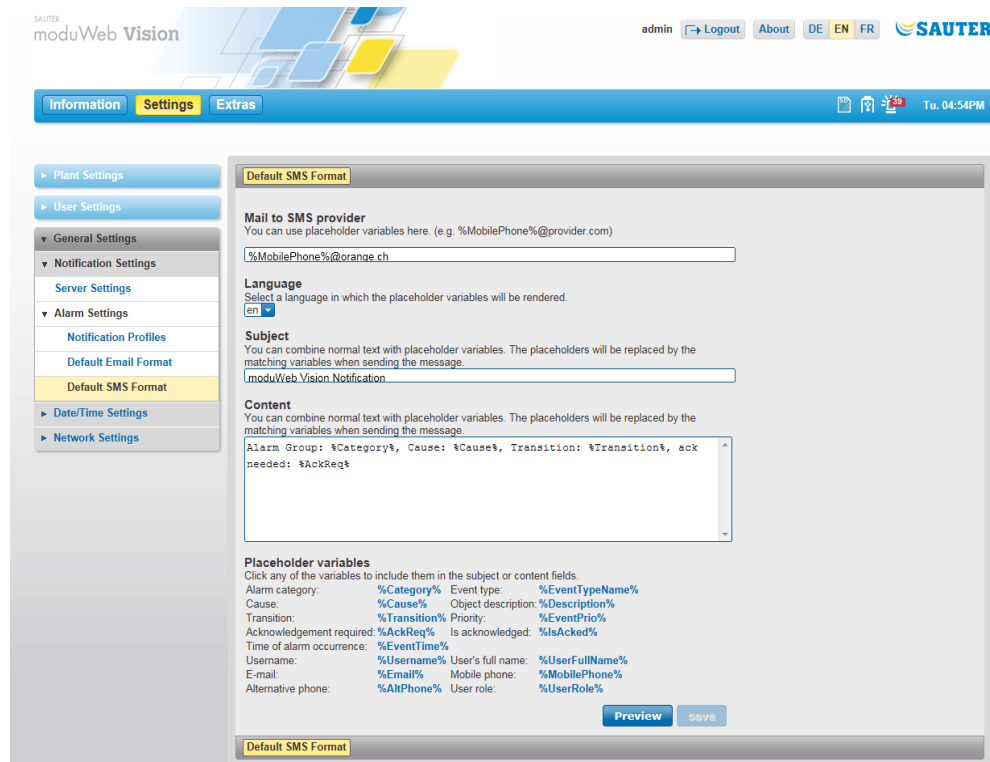 SAUTER
moduWeb Vision
admin Logout About DE EN FR SAUTER
Information Settings Extras 39 Tu. 04:54PM
Plant Settings
User Settings
General Settings
Notification Settings
Server Settings
Alarm Settings
Notification Profiles
Default Email Format
Default SMS Format
Date/Time Settings
Network Settings
Default SMS Format
Mail to SMS provider
You can use placeholder variables here. (e.g. %MobilePhone%@provider.com)
%MobilePhone%@orange.ch
Language
Select a language in which the placeholder variables will be rendered.
en
Subject
You can combine normal text with placeholder variables. The placeholders will be replaced by the
matching variables when sending the message.
moduWeb Vision Notification
Content
You can combine normal text with placeholder variables. The placeholders will be replaced by the
matching variables when sending the message.
Alarm Group: %Category%, Cause: %Cause%, Transition: %Transition%, ack
needed: %AckReq%
Placeholder variables
Click any of the variables to include them in the subject or content fields.
Alarm category: %Category% Event type: %EventTypeName%
Cause: %Cause% Object description: %Description%
Transition: %Transition% Priority: %EventPrio%
Acknowledgement required: %AckReq% Is acknowledged: %IsAcked%
Time of alarm occurrence: %EventTime%
Username: %Username% User's full name: %UserFullName%
E-mail: %Email% Mobile phone: %MobilePhone%
Alternative phone: %AltPhone% User role: %UserRole%
Preview save
Default SMS Format